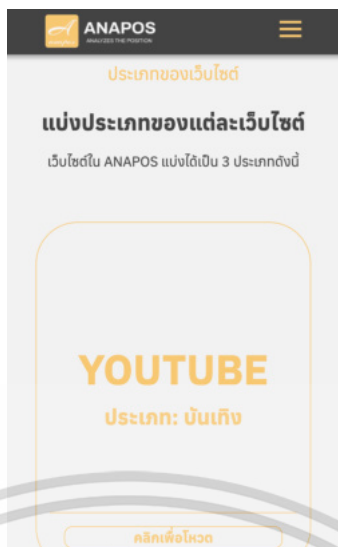 ANAPOS
ANALYZES THE POSITION
ประเภทของเว็บไซต์
แบ่งประเภทของแต่ละเว็บไซต์
เว็บไซต์ใน ANAPOS แบ่งได้เป็น 3 ประเภทดังนี้
YOUTUBE
ประเภท: บันเทิง
คลิกเพื่อโหวต